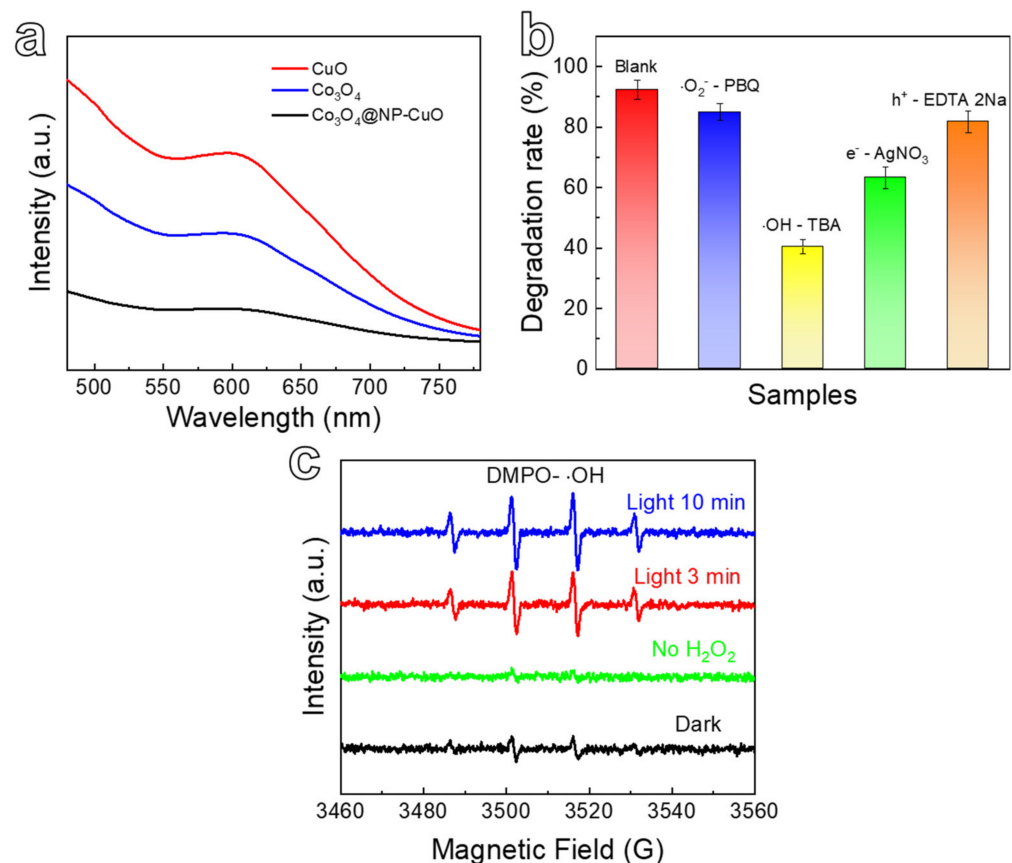 a
CuO
Co₃O₄
Co₃O₄@NP-CuO
Intensity (a.u.)
500 550 600 650 700 750
Wavelength (nm)
b
100
80
60
40
20
0
Degradation rate (%)
Blank
·O₂⁻ - PBQ
·OH - TBA
e⁻ - AgNO₃
h⁺ - EDTA 2Na
Samples
c
DMPO- ·OH
Light 10 min
Light 3 min
No H₂O₂
Dark
Intensity (a.u.)
3460 3480 3500 3520 3540 3560
Magnetic Field (G)